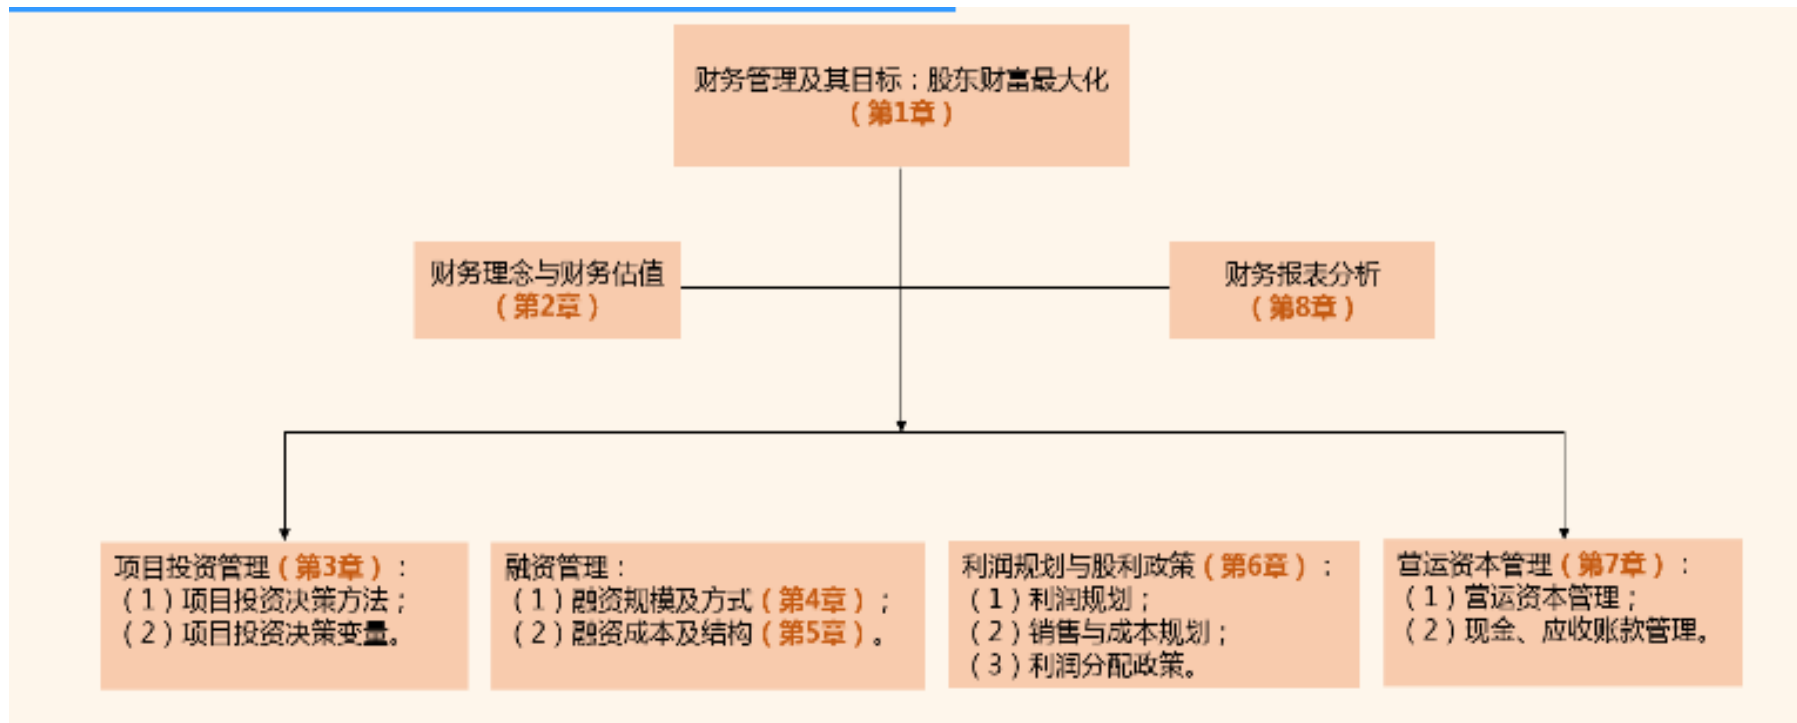 财务管理及其目标：股东财富最大化
（第1章）
财务理念与财务估值
（第2章）
财务报表分析
（第8章）
项目投资管理（第3章）：
（1）项目投资决策方法；
（2）项目投资决策变量。
融资管理：
（1）融资规模及方式（第4章）；
（2）融资成本及结构（第5章）。
利润规划与股利政策（第6章）：
（1）利润规划；
（2）销售与成本规划；
（3）利润分配政策。
营运资本管理（第7章）：
（1）营运资本管理；
（2）现金、应收账款管理。